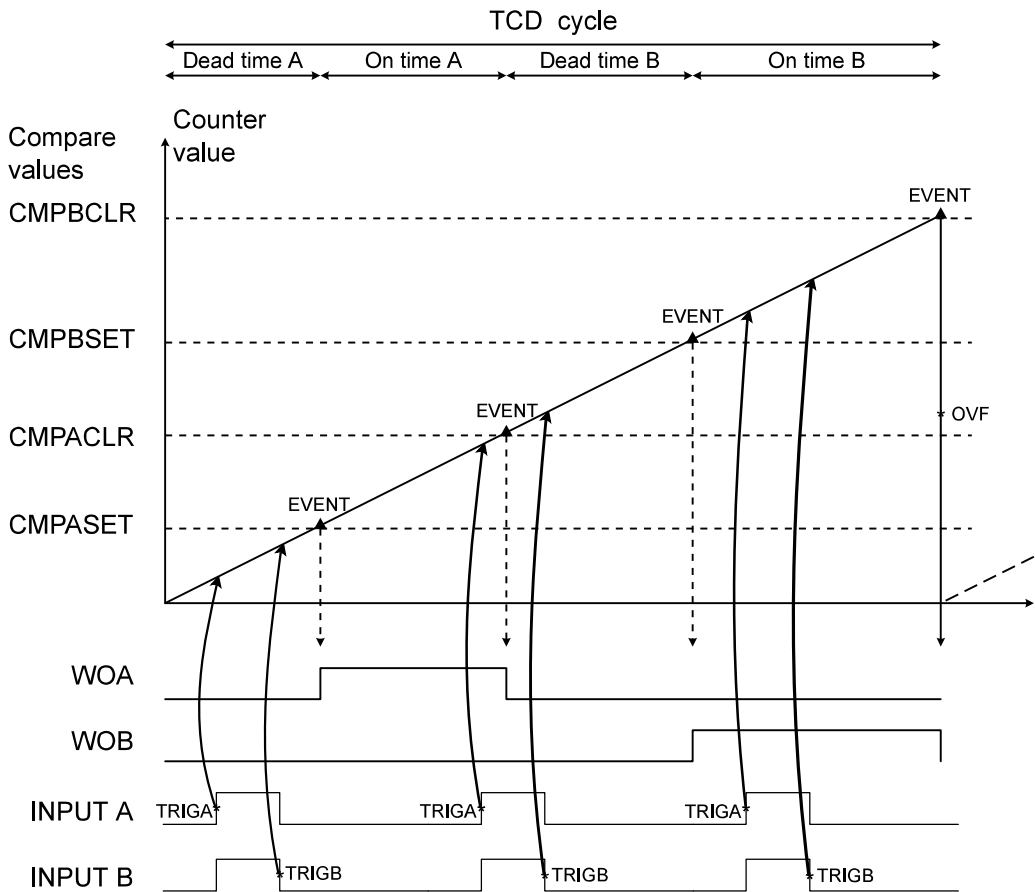 TCD cycle
Dead time A
On time A
Dead time B
On time B
Compare
values
Counter
value
CMPBCLR
EVENT
CMPBSET
EVENT
EVENT
OVF
CMPACLR
EVENT
CMPASET
WOA
WOB
INPUT A
TRIGA
TRIGA
TRIGA
INPUT B
TRIGB
TRIGB
TRIGB